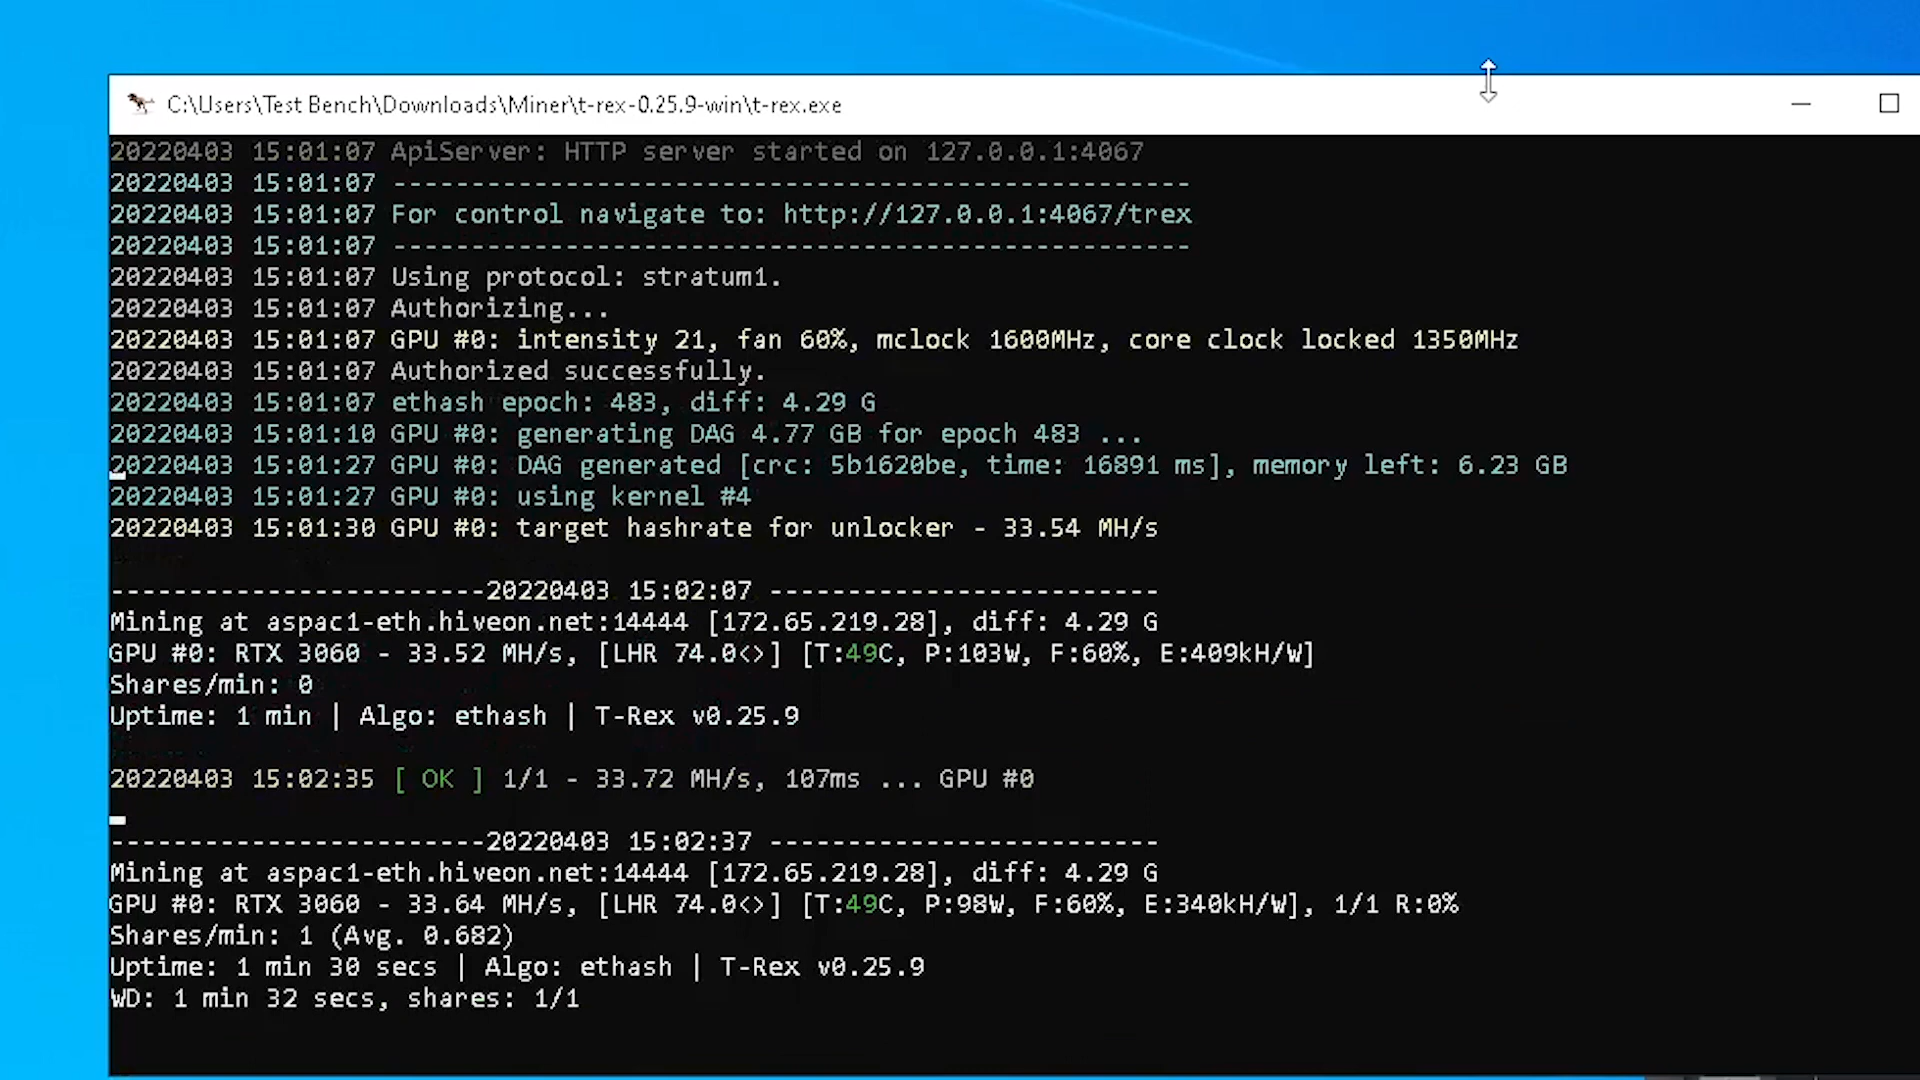 C:\Users\Test Bench\Downloads\Miner\t-rex-0.25.9-win\t-rex.exe
20220403 15:01:07 ApiServer: HTTP server started on 127.0.0.1:4067
20220403 15:01:07 ---------------------------------------------------
20220403 15:01:07 For control navigate to: http://127.0.0.1:4067/trex
20220403 15:01:07 ---------------------------------------------------
20220403 15:01:07 Using protocol: stratum1.
20220403 15:01:07 Authorizing...
20220403 15:01:07 GPU #0: intensity 21, fan 60%, mclock 1600MHz, core clock locked 1350MHz
20220403 15:01:07 Authorized successfully.
20220403 15:01:07 ethash epoch: 483, diff: 4.29 G
20220403 15:01:10 GPU #0: generating DAG 4.77 GB for epoch 483 ...
20220403 15:01:27 GPU #0: DAG generated [crc: 5b1620be, time: 16891 ms], memory left: 6.23 GB
20220403 15:01:27 GPU #0: using kernel #4
20220403 15:01:30 GPU #0: target hashrate for unlocker - 33.54 MH/s
------------------------20220403 15:02:07 -------------------------
Mining at aspac1-eth.hiveon.net:14444 [172.65.219.28], diff: 4.29 G
GPU #0: RTX 3060 - 33.52 MH/s, [LHR 74.0<>] [T:49C, P:103W, F:60%, E:409kH/W]
Shares/min: 0
Uptime: 1 min | Algo: ethash | T-Rex v0.25.9
20220403 15:02:35 [ OK ] 1/1 - 33.72 MH/s, 107ms ... GPU #0
------------------------20220403 15:02:37 -------------------------
Mining at aspac1-eth.hiveon.net:14444 [172.65.219.28], diff: 4.29 G
GPU #0: RTX 3060 - 33.64 MH/s, [LHR 74.0<>] [T:49C, P:98W, F:60%, E:340kH/W], 1/1 R:0%
Shares/min: 1 (Avg. 0.682)
Uptime: 1 min 30 secs | Algo: ethash | T-Rex v0.25.9
WD: 1 min 32 secs, shares: 1/1